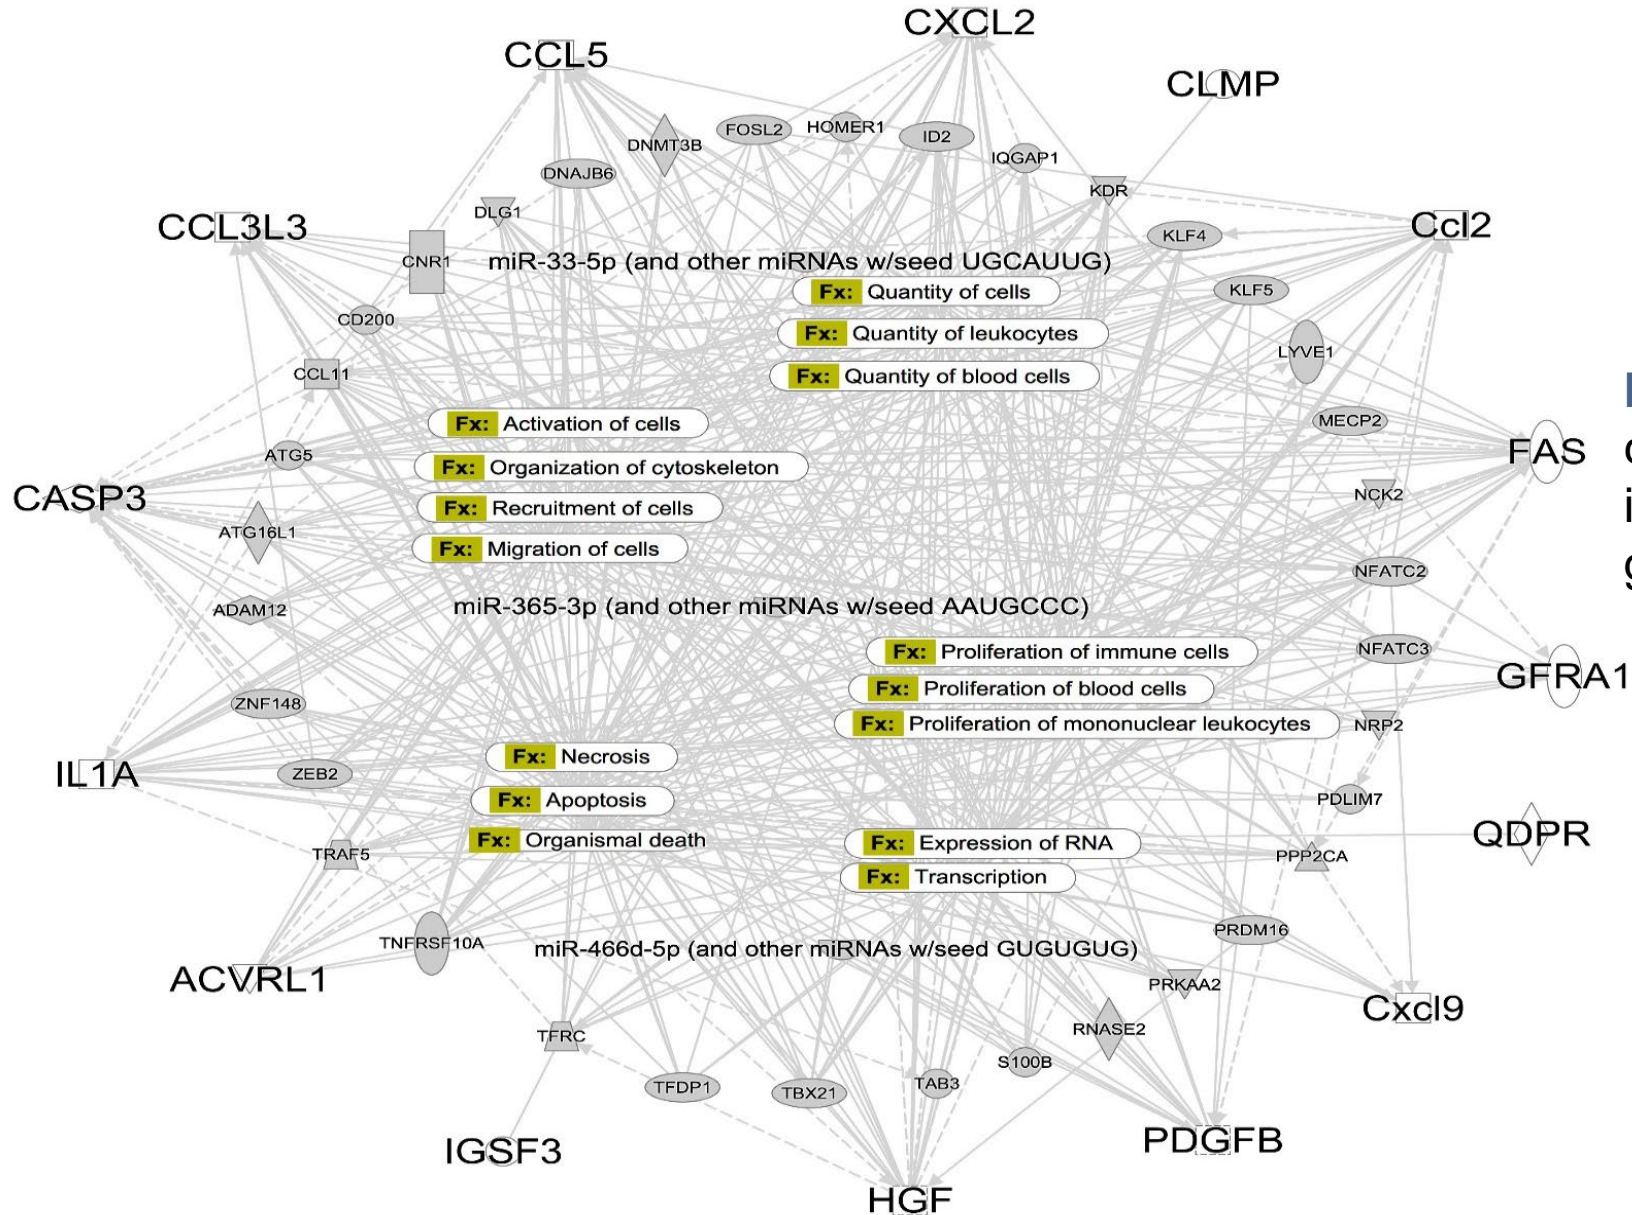 CXCL2
CCL5
CLMP
FOSL2
HOMER1
ID2
DNMT3B
IQGAP1
DNAJB6
KDR
DLG1
CCL3L3
Ccl2
KLF4
CNR1
miR-33-5p (and other miRNAs w/seed UGCAUUG)
Fx: Quantity of cells
KLF5
CD200
Fx: Quantity of leukocytes
LYVE1
CCL11
Fx: Quantity of blood cells
Fx: Activation of cells
MECP2
ATG5
FAS
Fx: Organization of cytoskeleton
CASP3
NCK2
Fx: Recruitment of cells
ATG16L1
Fx: Migration of cells
NFATC2
ADAM12
miR-365-3p (and other miRNAs w/seed AAUGCCC)
Fx: Proliferation of immune cells
NFATC3
GFRA1
Fx: Proliferation of blood cells
ZNF148
Fx: Proliferation of mononuclear leukocytes
NRP2
Fx: Necrosis
IL1A
ZEB2
Fx: Apoptosis
PDLIM7
QDPR
Fx: Organismal death
Fx: Expression of RNA
TRAF5
PPP2CA
Fx: Transcription
PRDM16
TNFRSF10A
miR-466d-5p (and other miRNAs w/seed GUGUGUG)
ACVRL1
PRKAA2
Cxcl9
RNASE2
TFRC
S100B
TFDP1
TBX21
TAB3
PDGFB
IGSF3
HGF